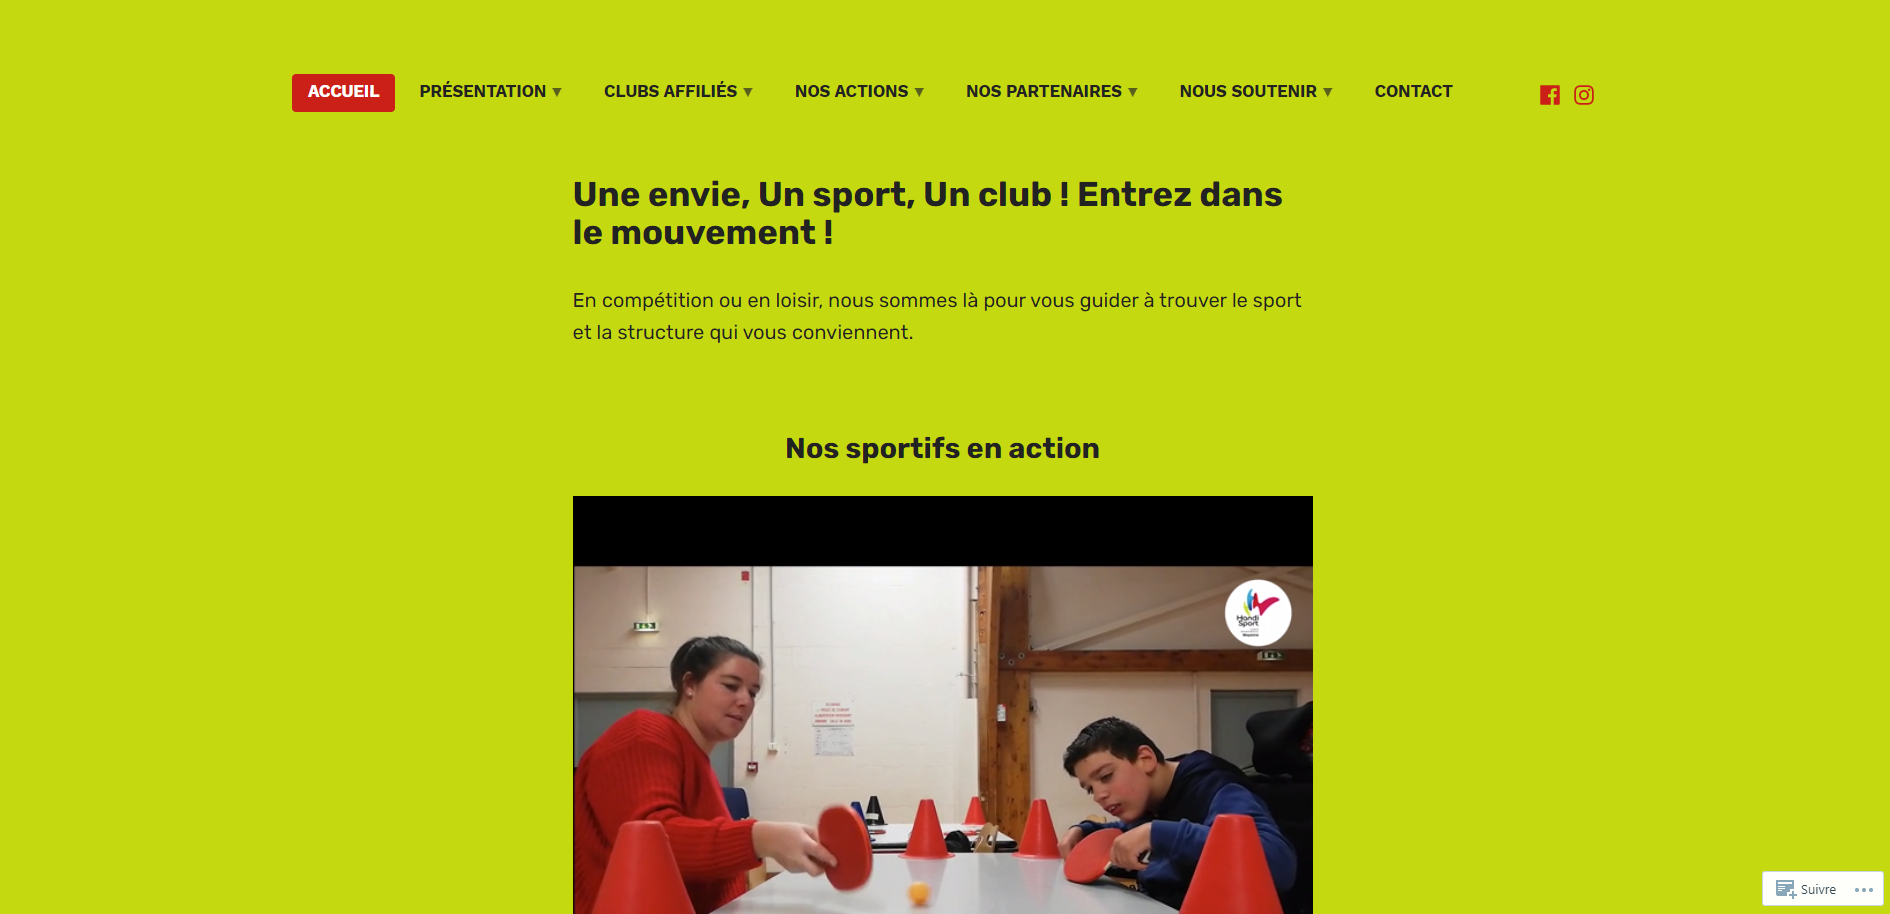 ACCUEIL
PRÉSENTATION ▼
CLUBS AFFILIÉS ▼
NOS ACTIONS ▼
NOS PARTENAIRES ▼
NOUS SOUTENIR ▼
CONTACT
Une envie, Un sport, Un club ! Entrez dans
le mouvement !
En compétition ou en loisir, nous sommes là pour vous guider à trouver le sport
et la structure qui vous conviennent.
Nos sportifs en action
Handi
Sport
Suivre